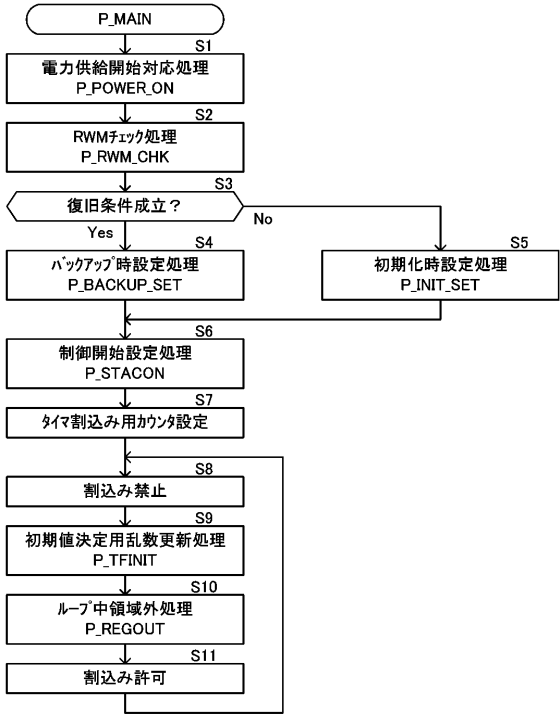 P_MAIN
S1
電力供給開始対応処理
P_POWER_ON
S2
RWMﾁｪｯｸ処理
P_RWM_CHK
S3
復旧条件成立？
No
Yes
S4
ﾊﾞｯｸｱｯﾌﾟ時設定処理
P_BACKUP_SET
S5
初期化時設定処理
P_INIT_SET
S6
制御開始設定処理
P_STACON
S7
ﾀｲﾏ割込み用ｶｳﾝﾀ設定
S8
割込み禁止
S9
初期値決定用乱数更新処理
P_TFINIT
S10
ﾙｰﾌﾟ中領域外処理
P_REGOUT
S11
割込み許可